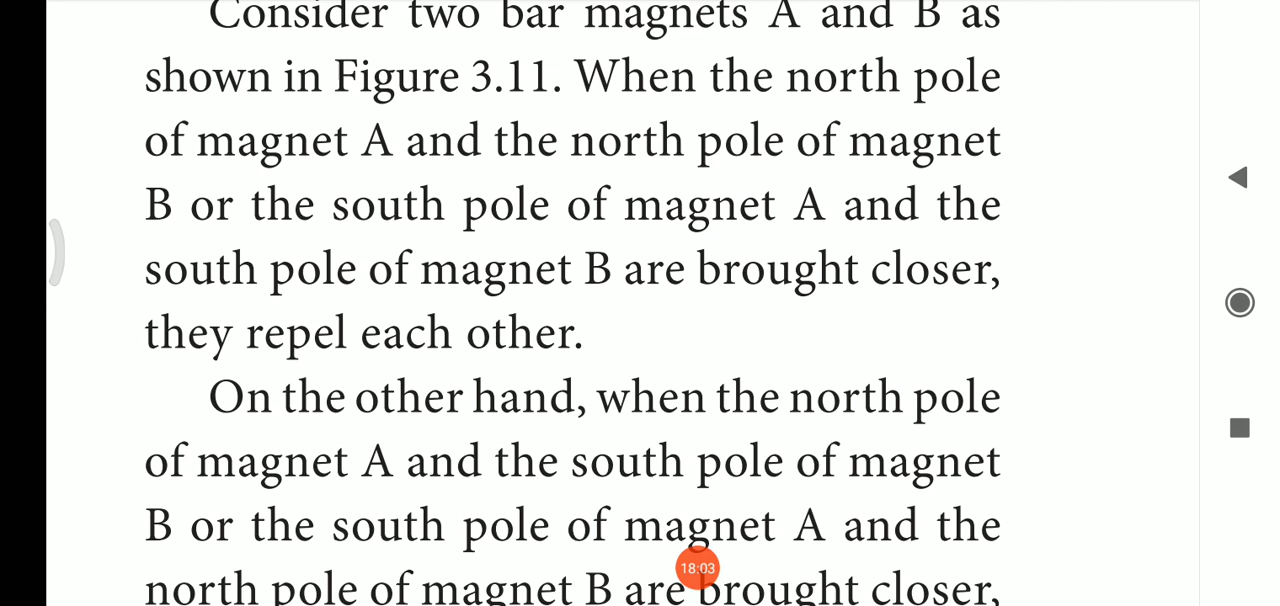 Consider two bar magnets A and B as
shown in Figure 3.11. When the north pole
of magnet A and the north pole of magnet
B or the south pole of magnet A and the
south pole of magnet B are brought closer,
they repel each other.
On the other hand, when the north pole
of magnet A and the south pole of magnet
B or the south pole of magnet A and the
north pole of magnet B are brought closer,
18:03